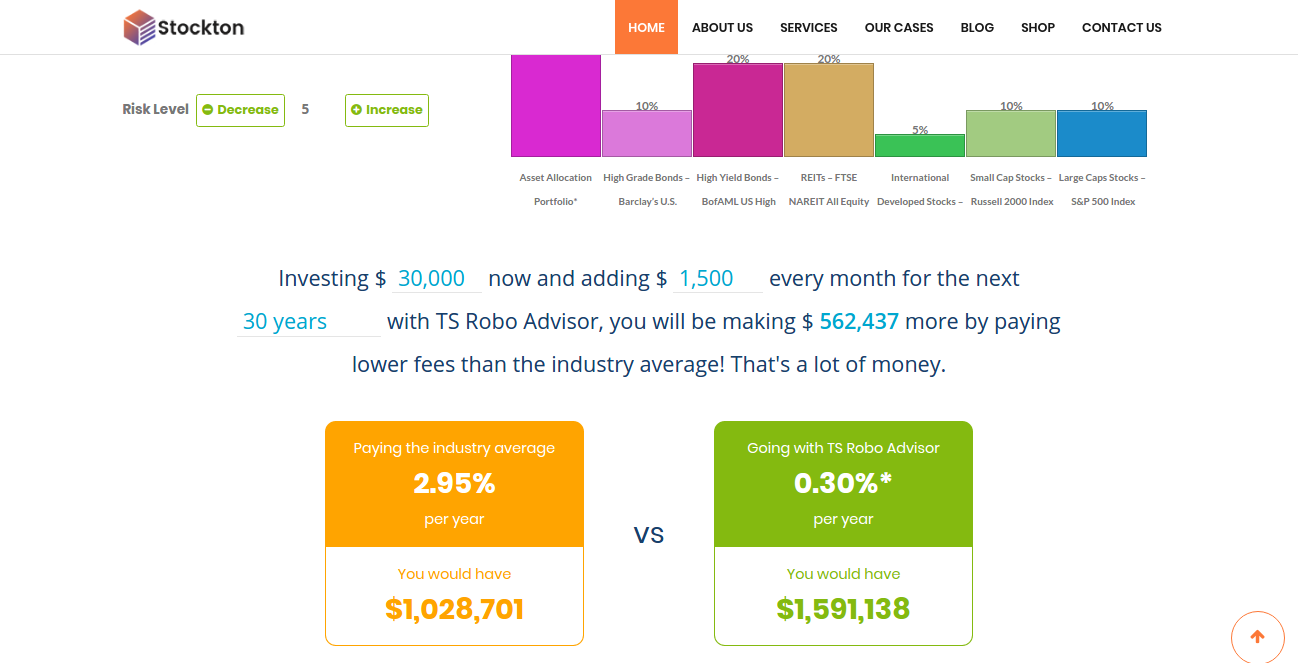 Stockton
HOME ABOUT US SERVICES OUR CASES BLOG SHOP CONTACT US
20% 20%
Risk Level Decrease 5 Increase
10% 10% 10%
5%
Asset Allocation High Grade Bonds – High Yield Bonds – REITs – FTSE International Small Cap Stocks – Large Caps Stocks –
Portfolio* Barclay's U.S. BofAML US High NAREIT All Equity Developed Stocks – Russell 2000 Index S&P 500 Index
Investing $ 30,000 now and adding $ 1,500 every month for the next
30 years with TS Robo Advisor, you will be making $ 562,437 more by paying
lower fees than the industry average! That's a lot of money.
Paying the industry average
2.95%
per year
You would have
$1,028,701
VS
Going with TS Robo Advisor
0.30%*
per year
You would have
$1,591,138